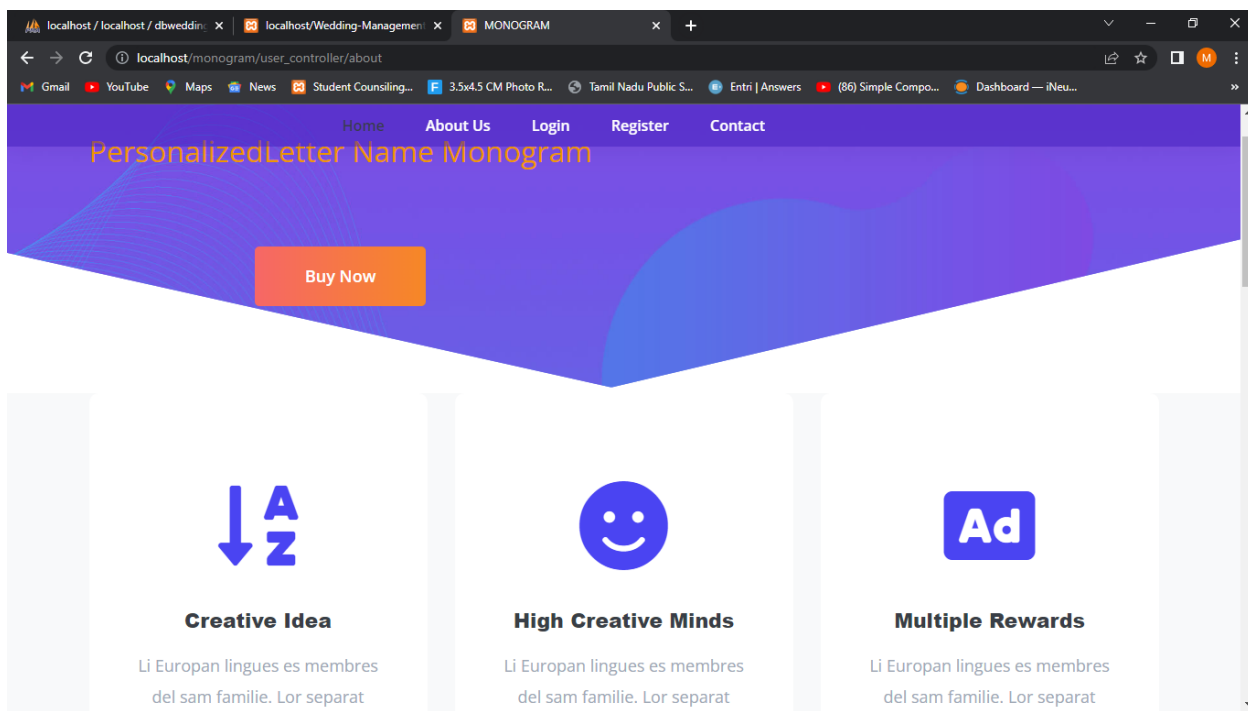 localhost / localhost / dbwedding
localhost/Wedding-Management
MONOGRAM
localhost/monogram/user_controller/about
M
Gmail YouTube Maps News Student Counsiling... 3.5x4.5 CM Photo R... Tamil Nadu Public S... Entri | Answers (86) Simple Compo... Dashboard — iNeu... »
Home About Us Login Register Contact
PersonalizedLetter Name Monogram
Buy Now
A
Z
Ad
Creative Idea High Creative Minds Multiple Rewards
Li Europan lingues es membres Li Europan lingues es membres Li Europan lingues es membres
del sam familie. Lor separat del sam familie. Lor separat del sam familie. Lor separat